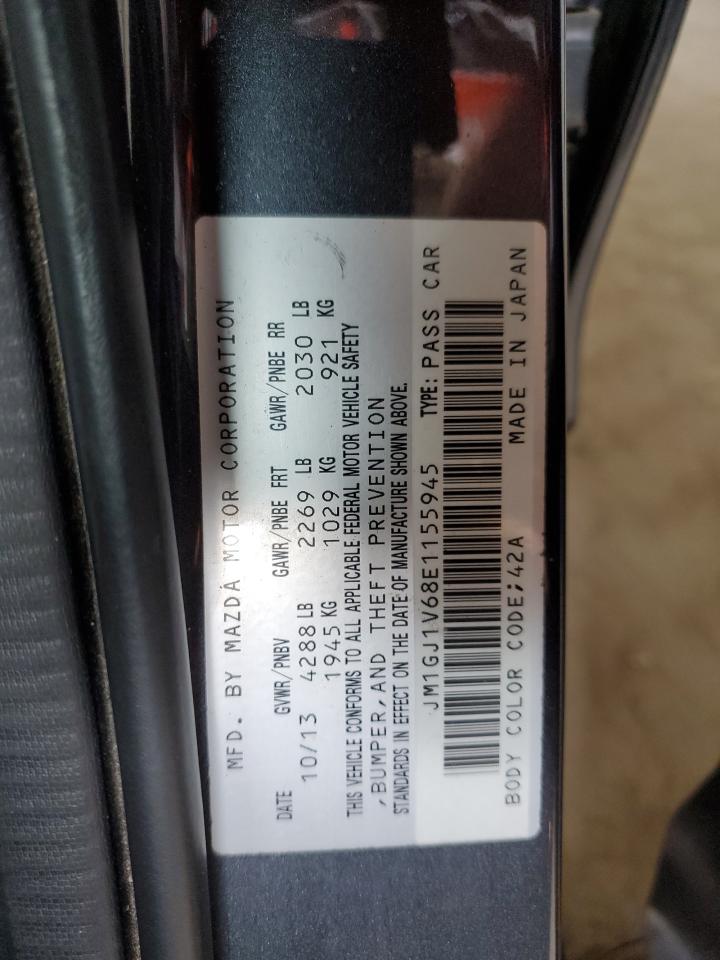 MFD. BY MAZDA MOTOR CORPORATION
DATE GVWR/PNBV GAWR/PNBE FRT GAWR/PNBE RR
10/13 4288 LB 2269 LB 2030 LB
1945 KG 1029 KG 921 KG
THIS VEHICLE CONFORMS TO ALL APPLICABLE FEDERAL MOTOR VEHICLE SAFETY
,BUMPER, AND THEFT PREVENTION
STANDARDS IN EFFECT ON THE DATE OF MANUFACTURE SHOWN ABOVE.
JM1GJ1V68E1155945 TYPE: PASS CAR
BODY COLOR CODE;42A MADE IN JAPAN